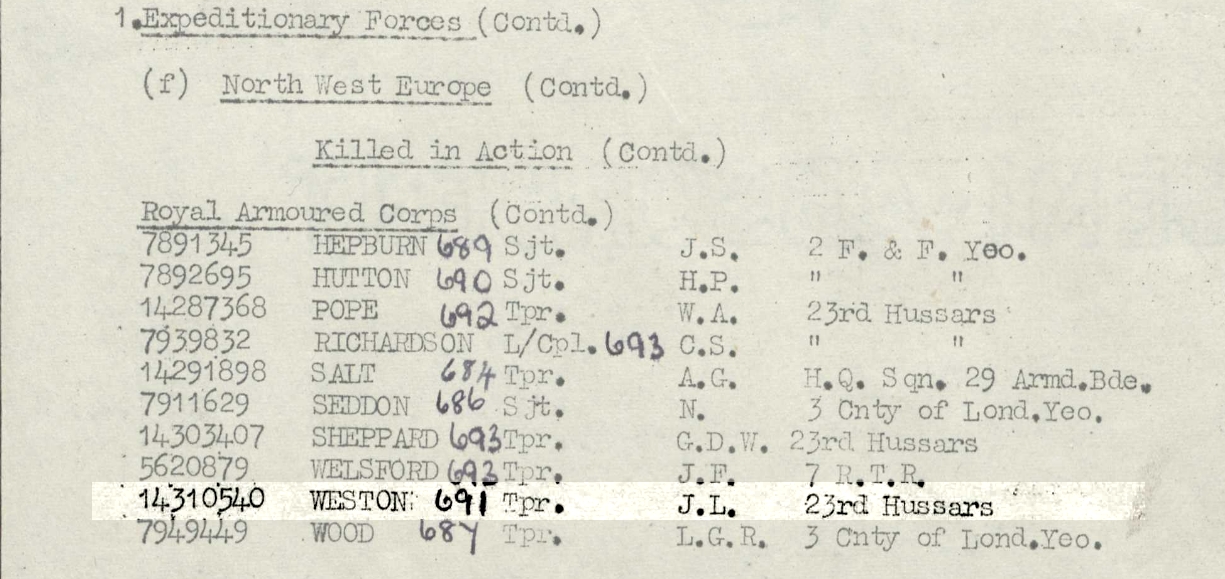 1.Expeditionary Forces (Contd.)
(f) North West Europe (Contd.)
Killed in Action (Contd.)
Royal Armoured Corps (Contd.)
7891345 HEPBURN 689 Sjt. J.S. 2 F. & F. Yeo.
7892695 HUTTON 690 Sjt. H.P. " "
14287368 POPE 692 Tpr. W.A. 23rd Hussars
7939832 RICHARDSON L/Cpl. 693 C.S. " "
14291898 SALT 684 Tpr. A.G. H.Q. Sqn. 29 Armd.Bde.
7911629 SEDDON 686 Sjt. N. 3 Cnty of Lond.Yeo.
14303407 SHEPPARD 693 Tpr. G.D.W. 23rd Hussars
5620879 WELSFORD 693 Tpr. J.F. 7 R.T.R.
14310540 WESTON 691 Tpr. J.L. 23rd Hussars
7949449 WOOD 687 Tpr. L.G.R. 3 Cnty of Lond.Yeo.